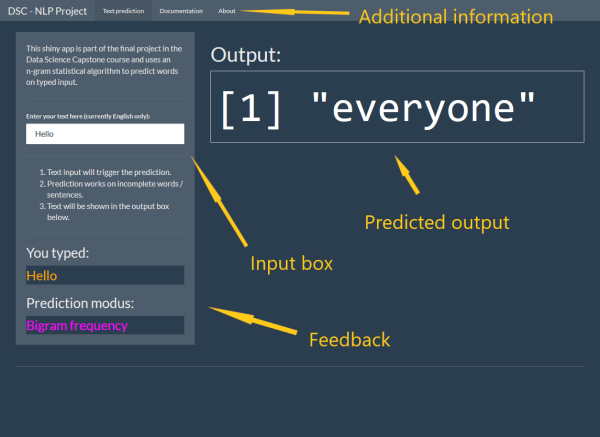 DSC - NLP Project Text prediction Documentation About
Additional information
This shiny app is part of the final project in the
Data Science Capstone course and uses an
n-gram statistical algorithm to predict words
on typed input.
Enter your text here (currently English only):
Hello
1. Text input will trigger the prediction.
2. Prediction works on incomplete words /
sentences.
3. Text will be shown in the output box
below.
You typed:
Hello
Prediction modus:
Bigram frequency
Output:
[1] "everyone"
Predicted output
Input box
Feedback